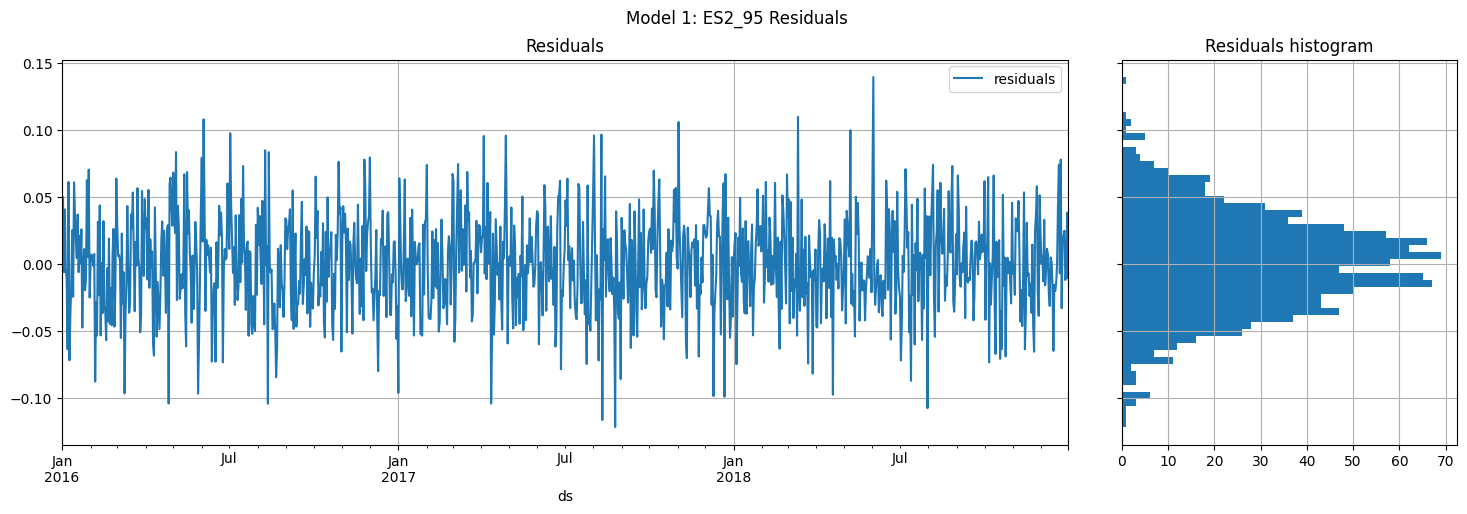 Model 1: ES2_95 Residuals
Residuals
Residuals histogram
residuals
0.15
0.10
0.05
0.00
−0.05
−0.10
Jan
2016
Jul
Jan
2017
Jul
Jan
2018
Jul
ds
0 10 20 30 40 50 60 70